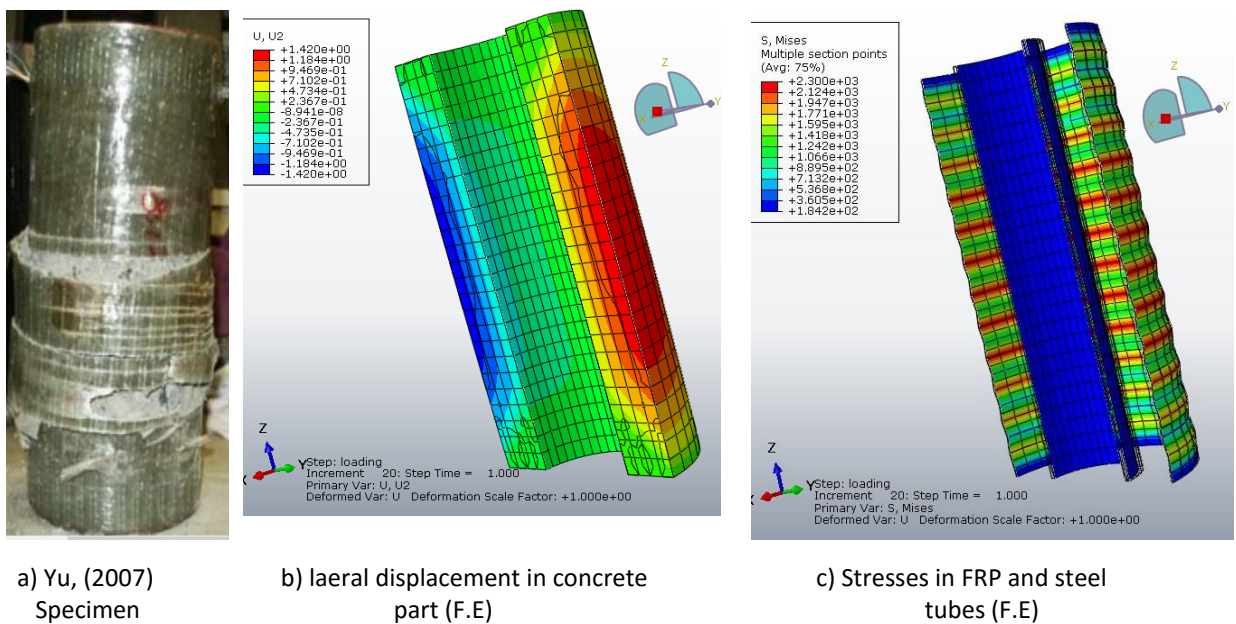 U, U2
+1.420e+00
+1.184e+00
+9.469e-01
+7.102e-01
+4.734e-01
+2.367e-01
-8.941e-08
-2.367e-01
-4.735e-01
-7.102e-01
-9.469e-01
-1.184e+00
-1.420e+00
Z
Y
X
Z
Y
X
Step: loading
Increment 20: Step Time = 1.000
Primary Var: U, U2
Deformed Var: U Deformation Scale Factor: +1.000e+00
S, Mises
Multiple section points
(Avg: 75%)
+2.300e+03
+2.124e+03
+1.947e+03
+1.771e+03
+1.595e+03
+1.418e+03
+1.242e+03
+1.066e+03
+8.895e+02
+7.132e+02
+5.368e+02
+3.605e+02
+1.842e+02
Z
Y
X
Z
Y
X
Step: loading
Increment 20: Step Time = 1.000
Primary Var: S, Mises
Deformed Var: U Deformation Scale Factor: +1.000e+00
a) Yu, (2007)
Specimen
b) laeral displacement in concrete
part (F.E)
c) Stresses in FRP and steel
tubes (F.E)